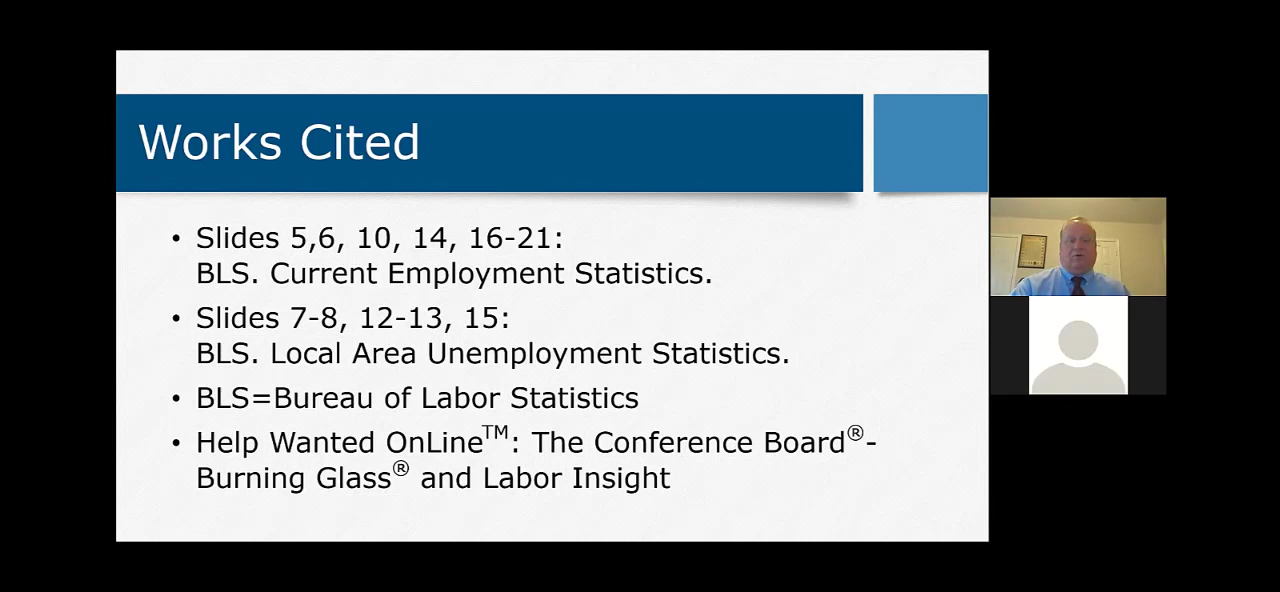 Works Cited
• Slides 5,6, 10, 14, 16-21:
BLS. Current Employment Statistics.
• Slides 7-8, 12-13, 15:
BLS. Local Area Unemployment Statistics.
• BLS=Bureau of Labor Statistics
• Help Wanted OnLine™: The Conference Board®-
Burning Glass® and Labor Insight